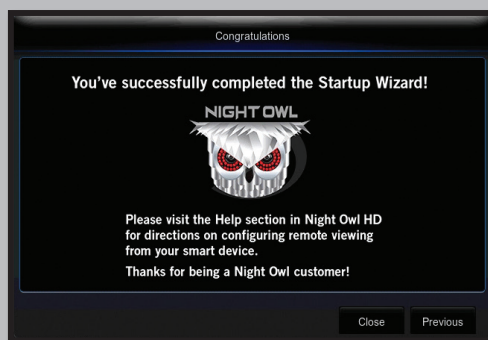 Congratulations
You've successfully completed the Startup Wizard!
NIGHT OWL
Please visit the Help section in Night Owl HD
for directions on configuring remote viewing
from your smart device.
Thanks for being a Night Owl customer!
Close Previous